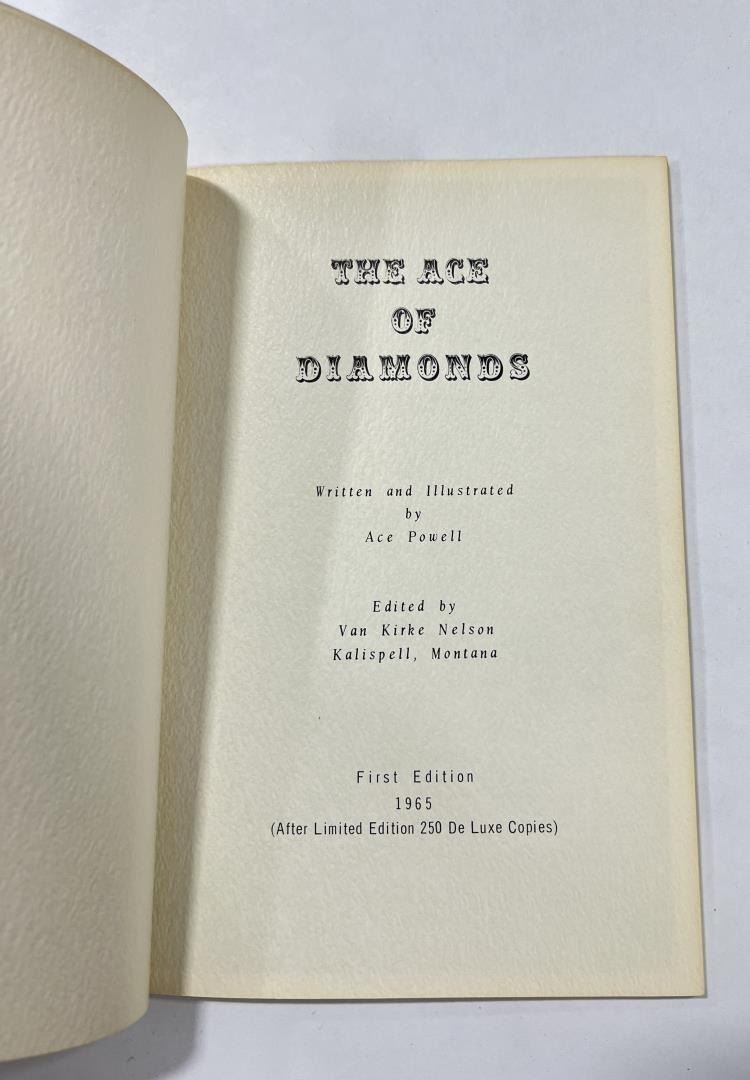 THE ACE
OF
DIAMONDS
Written and Illustrated
by
Ace Powell
Edited by
Van Kirke Nelson
Kalispell, Montana
First Edition
1965
(After Limited Edition 250 De Luxe Copies)